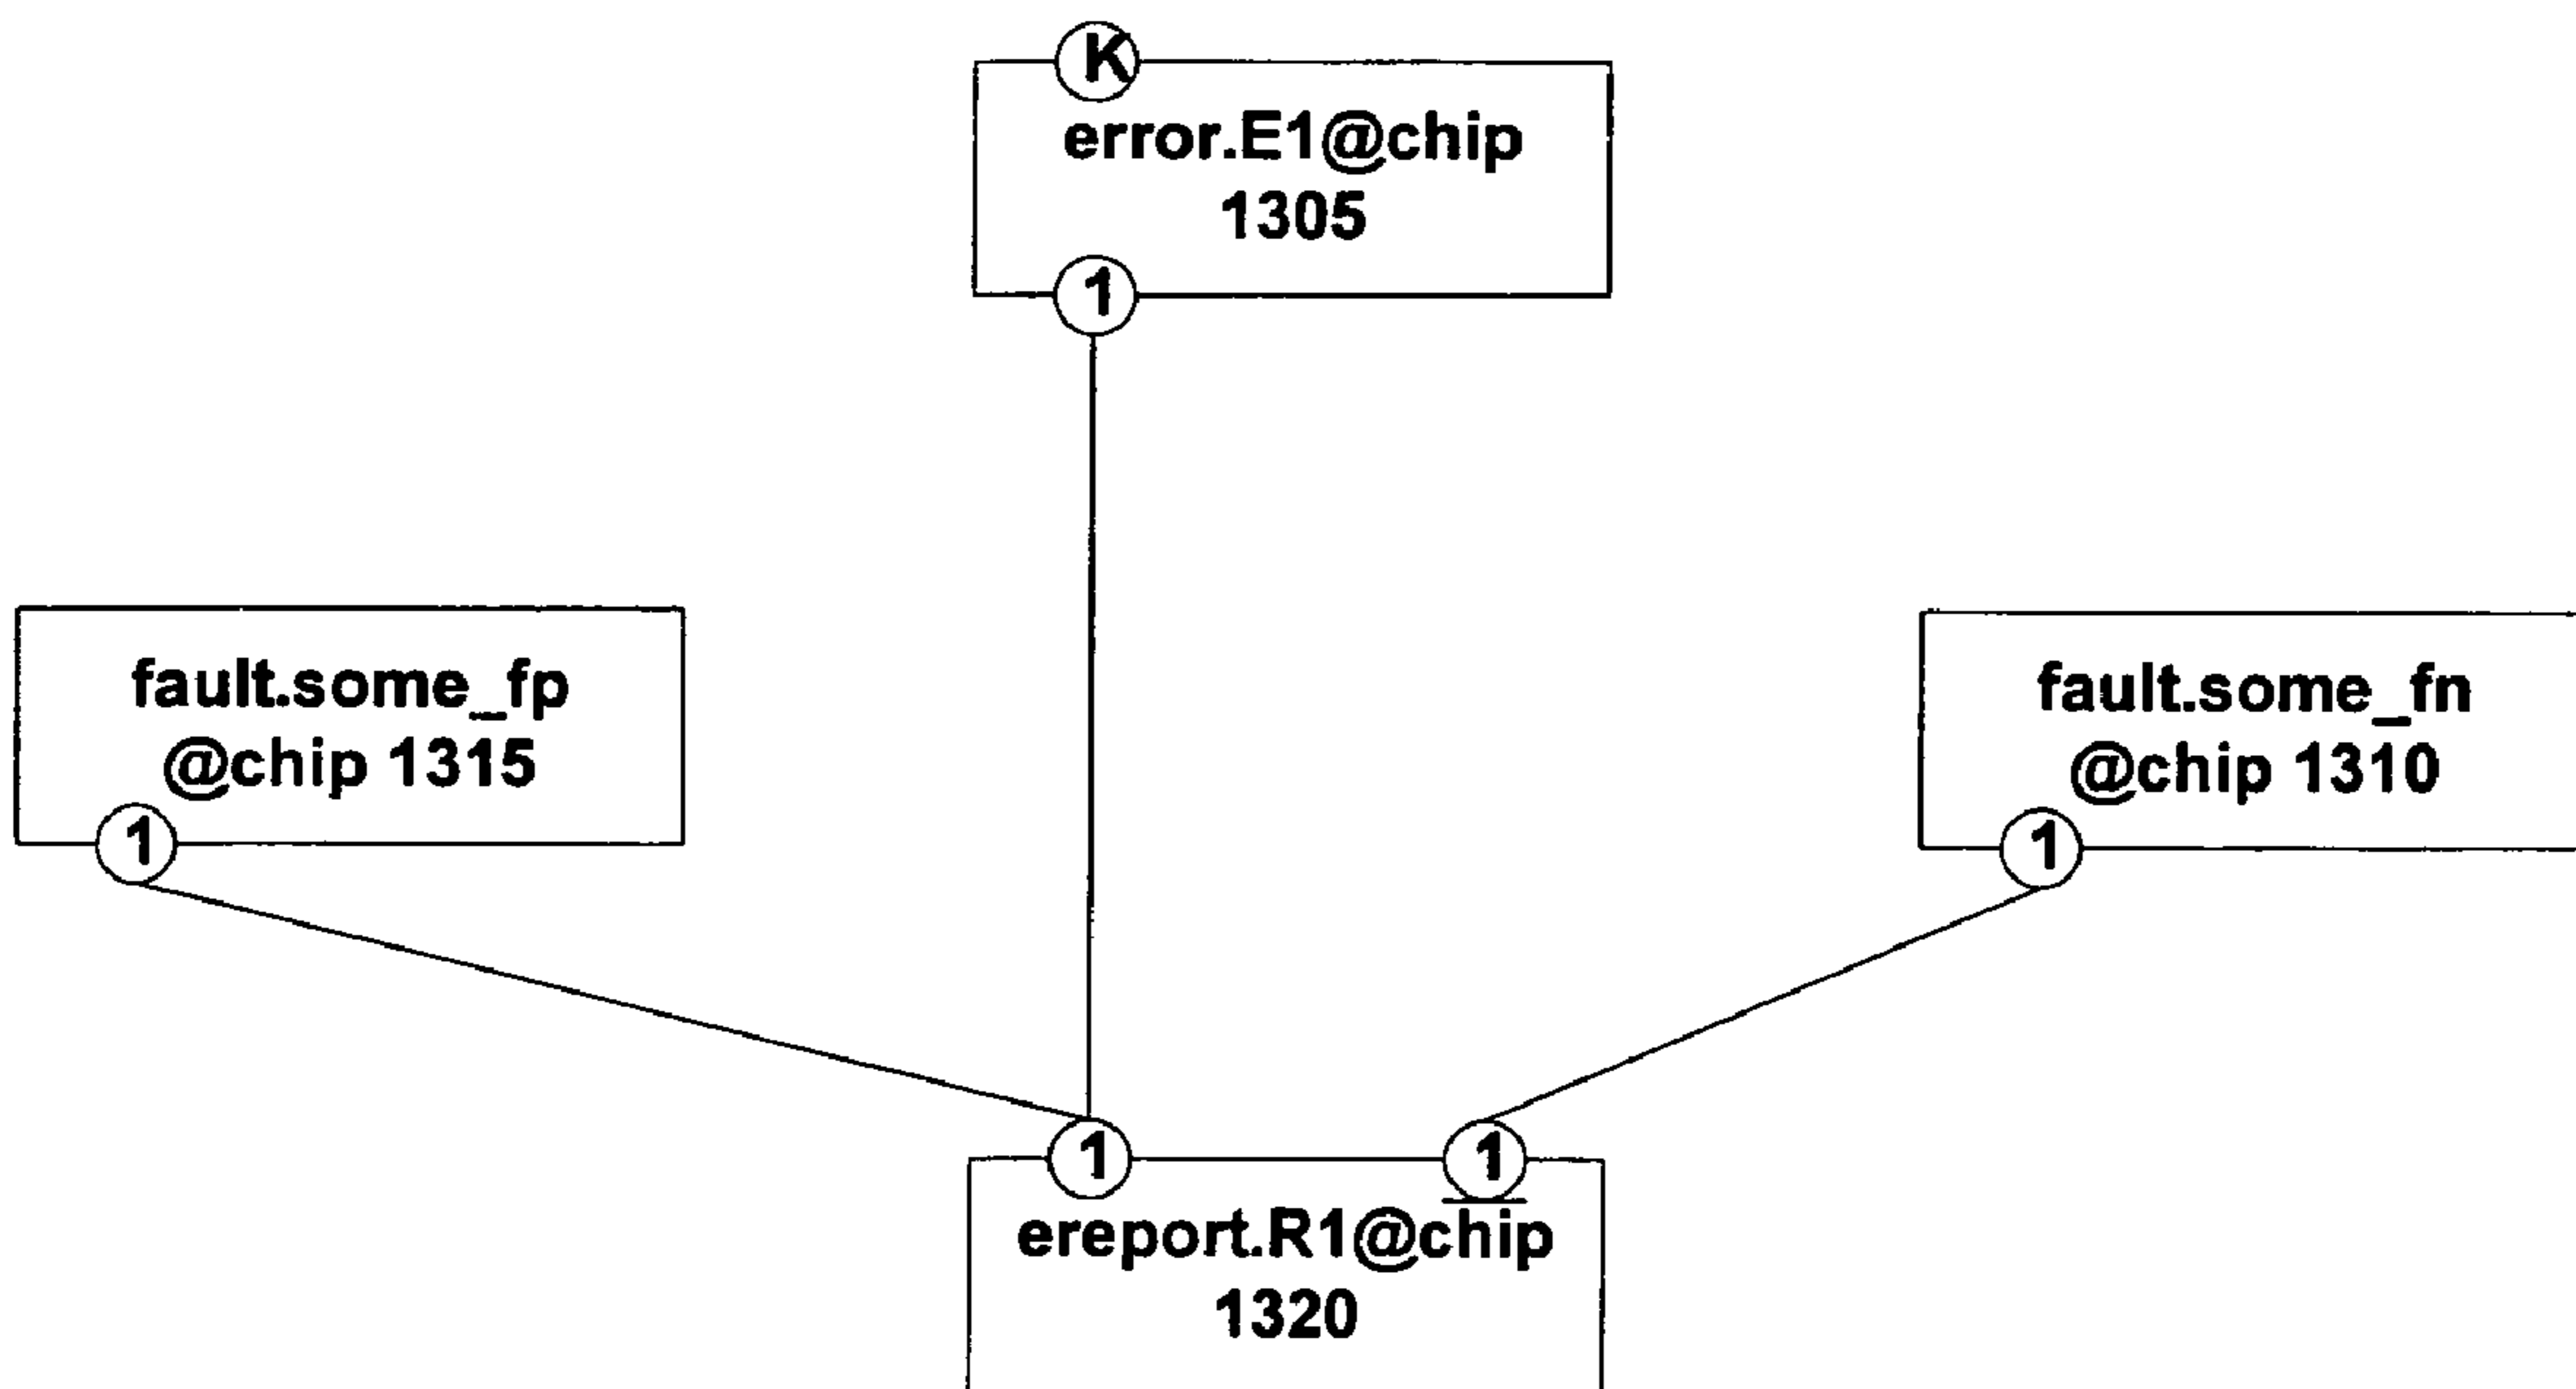 K
error.E1@chip
1305
1
fault.some_fp
@chip 1315
1
fault.some_fn
@chip 1310
1
1
1
ereport.R1@chip
1320